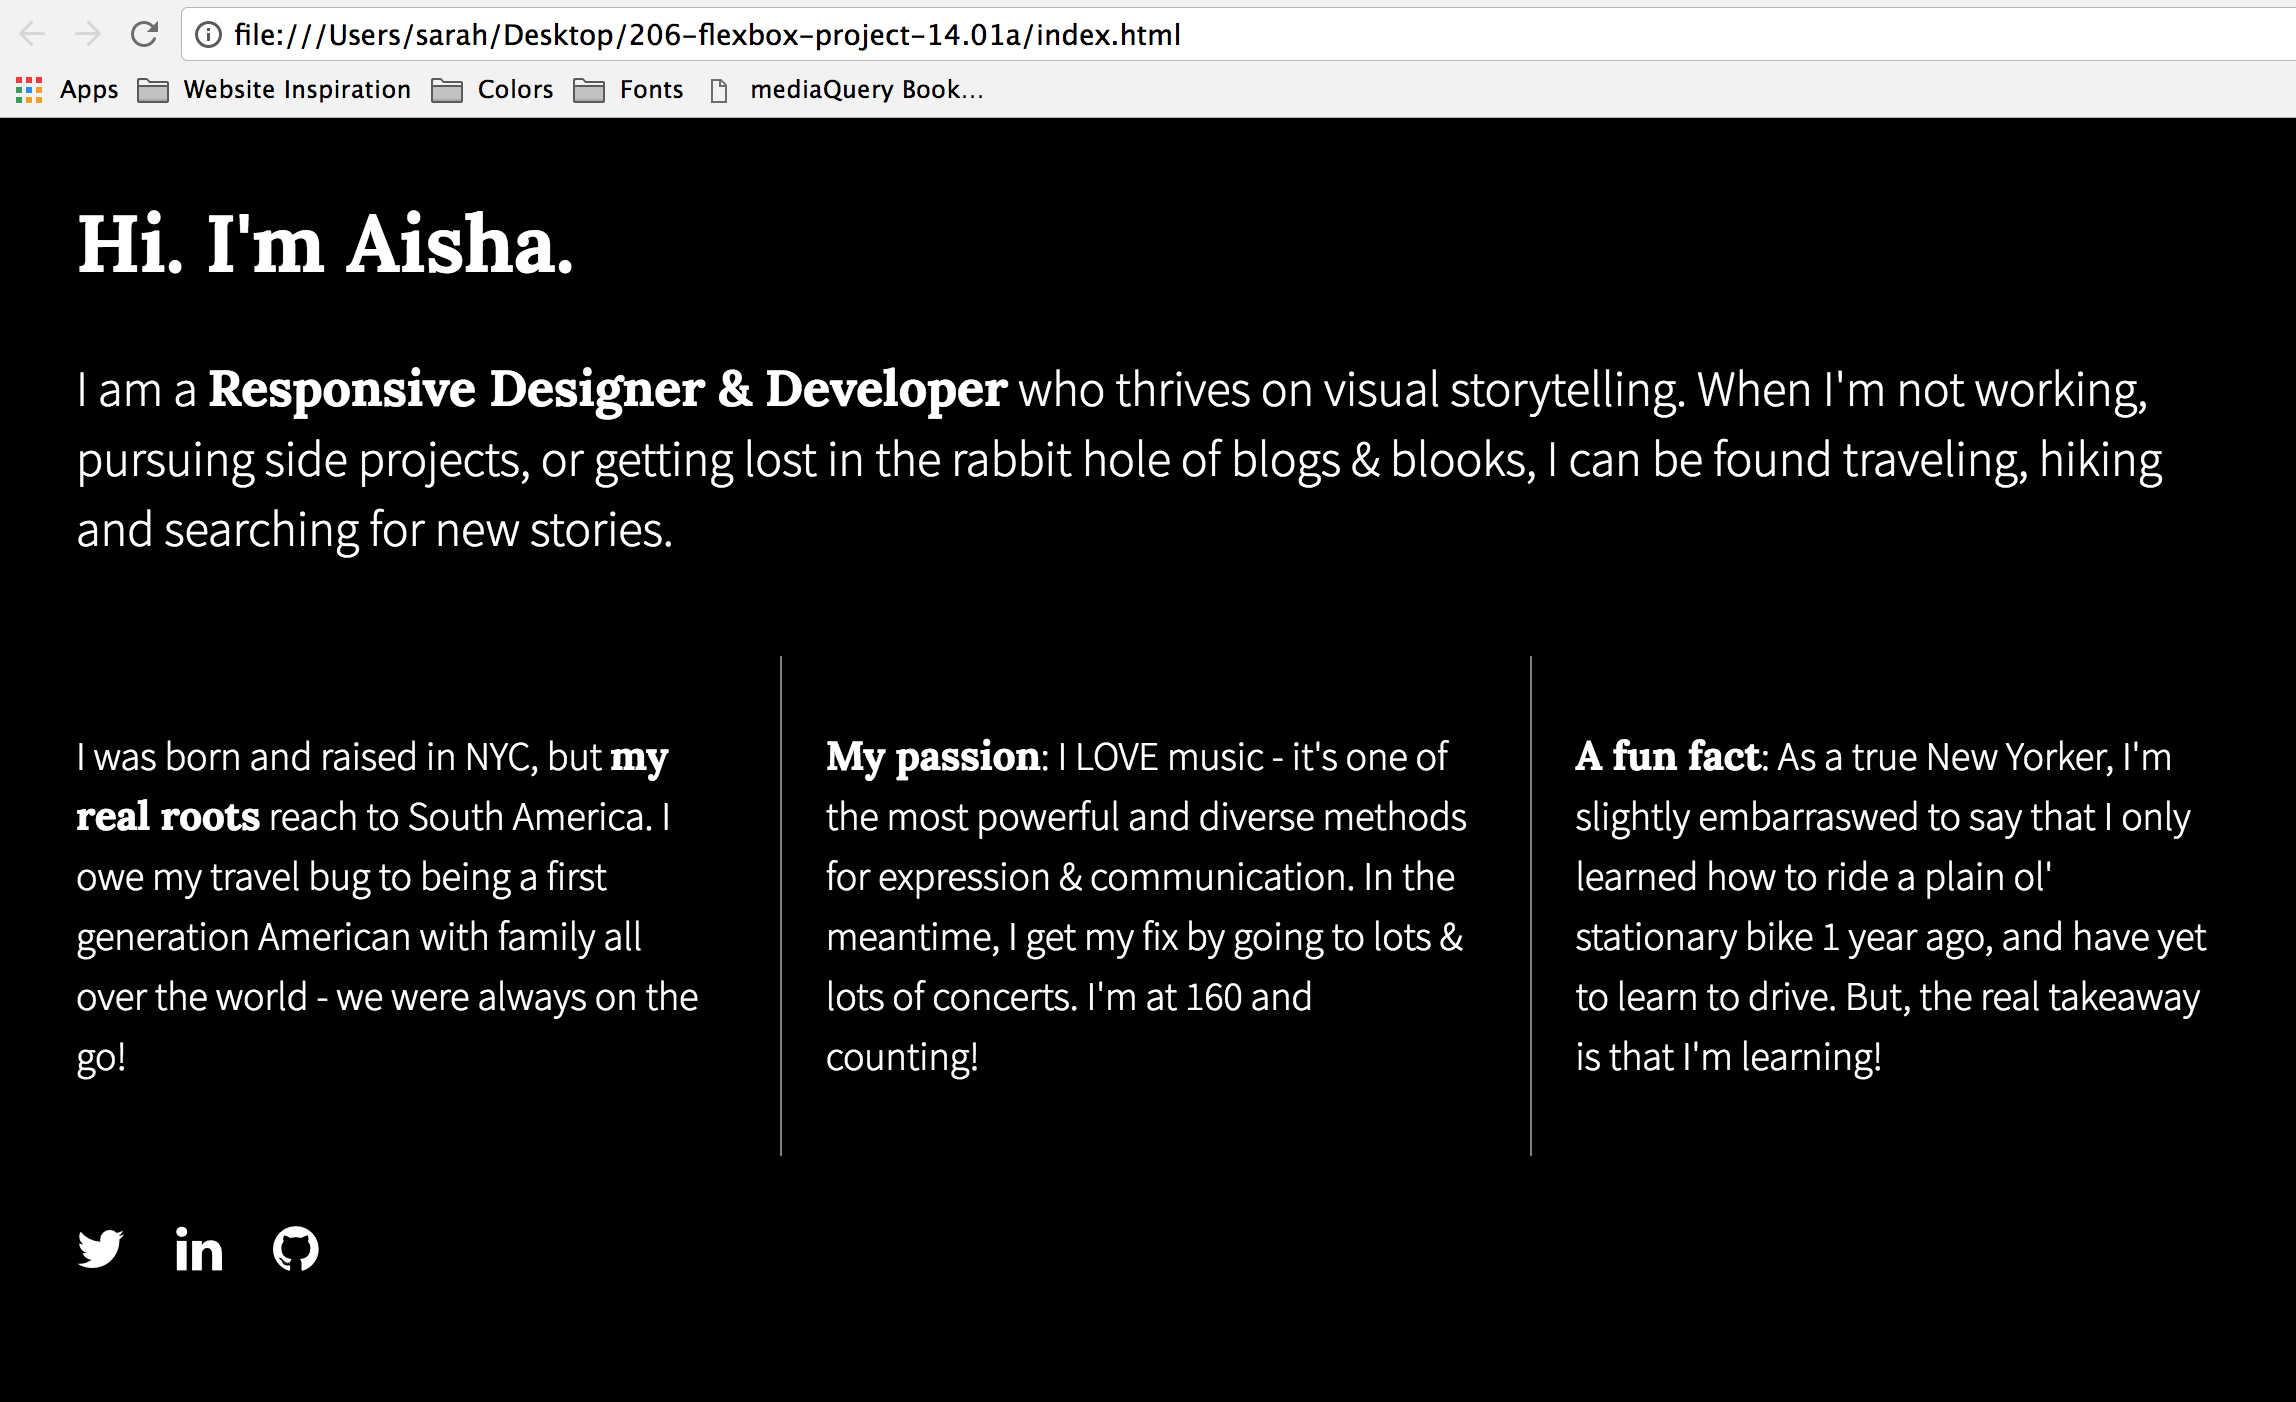 file:///Users/sarah/Desktop/206-flexbox-project-14.01a/index.html
Apps Website Inspiration Colors Fonts mediaQuery Book...
Hi. I'm Aisha.
I am a Responsive Designer & Developer who thrives on visual storytelling. When I'm not working,
pursuing side projects, or getting lost in the rabbit hole of blogs & blooks, I can be found traveling, hiking
and searching for new stories.
I was born and raised in NYC, but my
real roots reach to South America. I
owe my travel bug to being a first
generation American with family all
over the world - we were always on the
go!
My passion: I LOVE music - it's one of
the most powerful and diverse methods
for expression & communication. In the
meantime, I get my fix by going to lots &
lots of concerts. I'm at 160 and
counting!
A fun fact: As a true New Yorker, I'm
slightly embarraswed to say that I only
learned how to ride a plain ol'
stationary bike 1 year ago, and have yet
to learn to drive. But, the real takeaway
is that I'm learning!
in